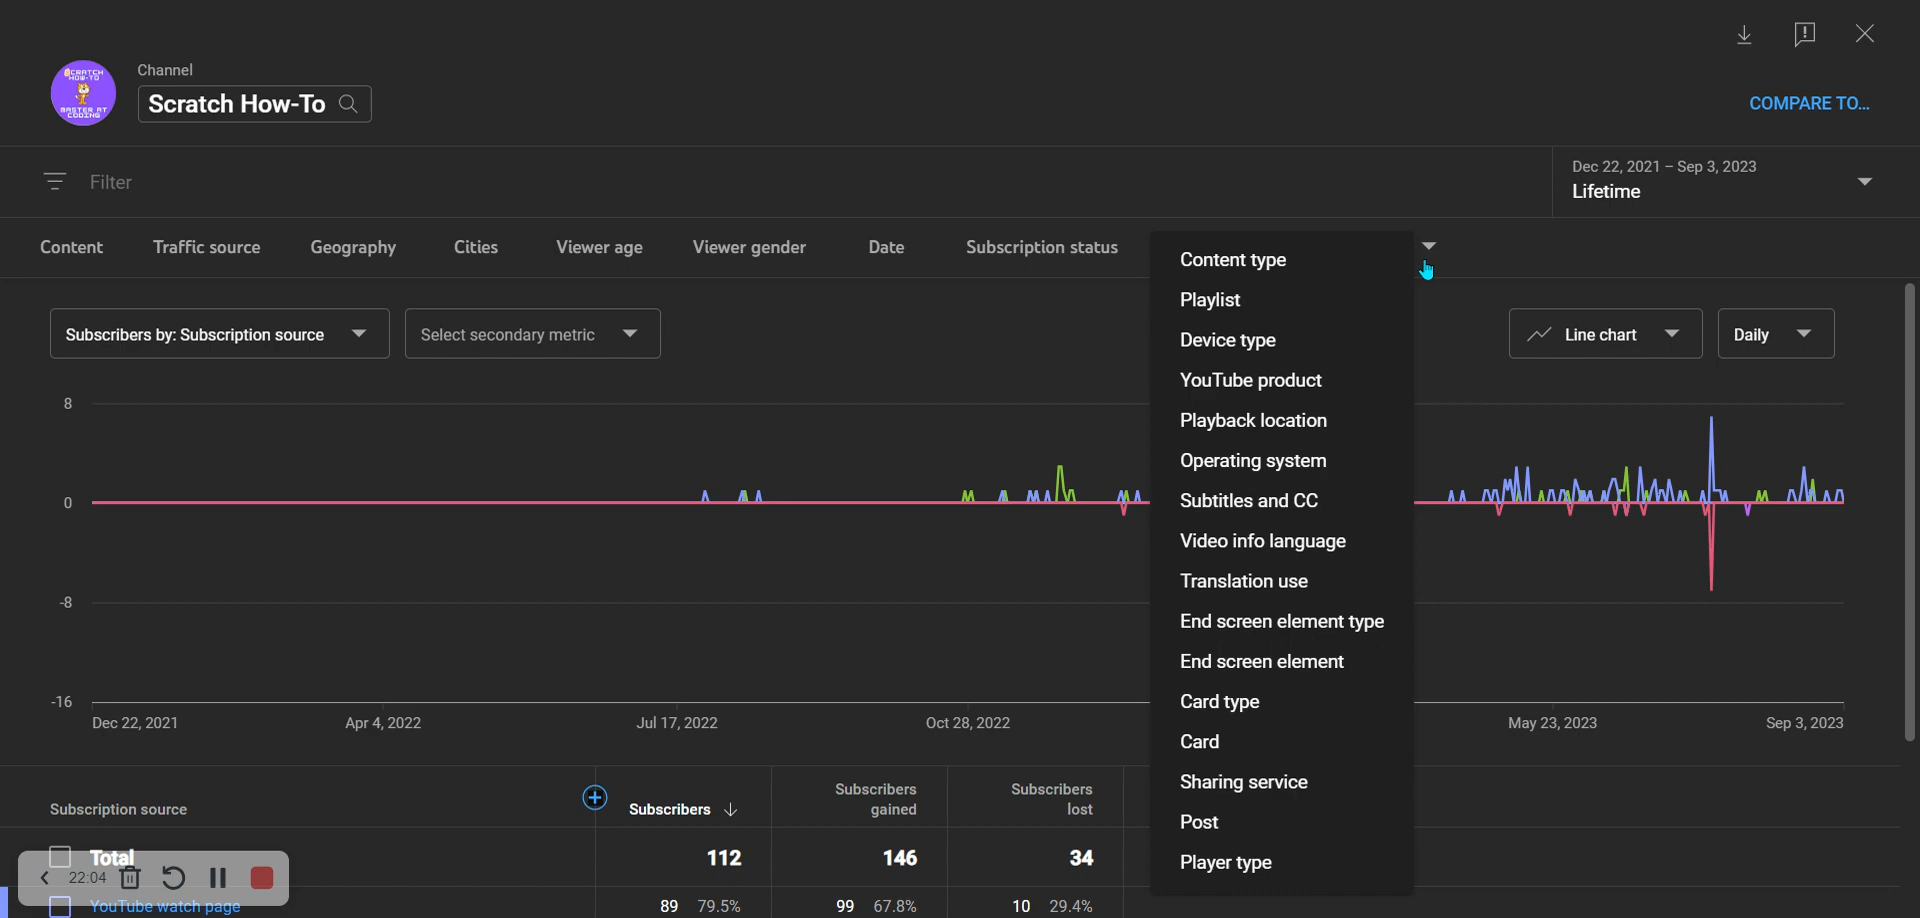 SCRATCH
HOW-TO
MASTER AT
CODING
Channel
Scratch How-To
COMPARE TO...
Filter
Dec 22, 2021 – Sep 3, 2023
Lifetime
Content
Traffic source
Geography
Cities
Viewer age
Viewer gender
Date
Subscription status
Content type
Playlist
Device type
YouTube product
Playback location
Operating system
Subtitles and CC
Video info language
Translation use
End screen element type
End screen element
Card type
Card
Sharing service
Post
Player type
Subscribers by: Subscription source
Select secondary metric
Line chart
Daily
8
0
-8
-16
Dec 22, 2021
Apr 4, 2022
Jul 17, 2022
Oct 28, 2022
May 23, 2023
Sep 3, 2023
Subscription source
Subscribers
Subscribers
gained
Subscribers
lost
Total
112
146
34
22:04
YouTube watch page
89 79.5%
99 67.8%
10 29.4%